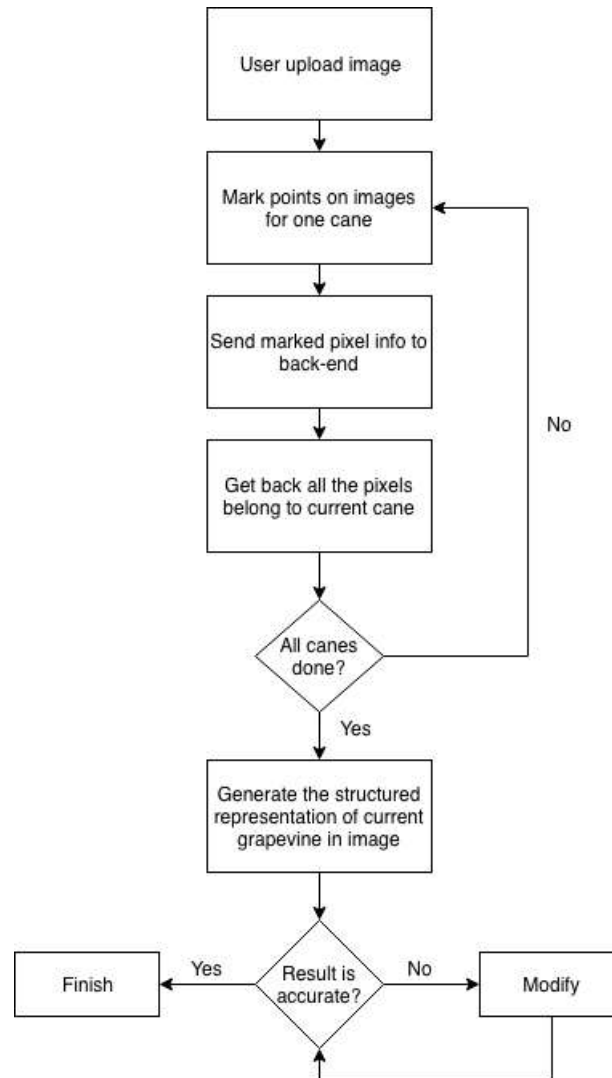 User upload image
Mark points on images
for one cane
Send marked pixel info to
back-end
No
Get back all the pixels
belong to current cane
All canes
done?
Yes
Generate the structured
representation of current
grapevine in image
Finish
Yes
Result is
accurate?
No
Modify